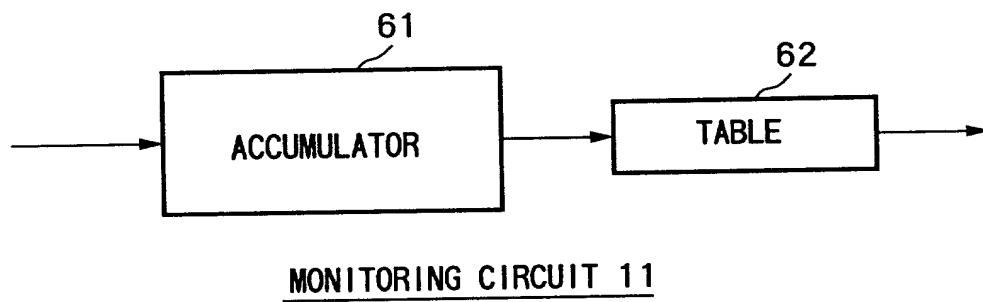 61
62
ACCUMULATOR
TABLE
MONITORING CIRCUIT 11